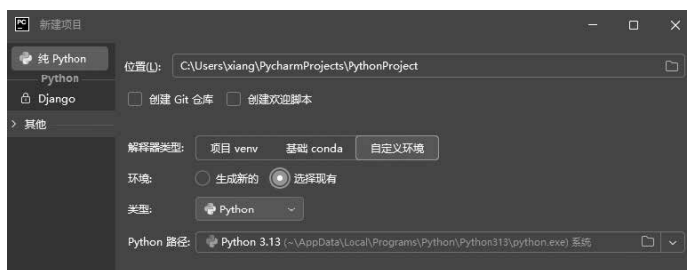 PC 新建项目
纯 Python
Python
Django
其他
位置(L): C:\Users\xiang\PycharmProjects\PythonProject
创建 Git 仓库 创建欢迎脚本
解释器类型: 项目 venv 基础 conda 自定义环境
环境: 生成新的 选择现有
类型: Python
Python 路径: Python 3.13 (~\AppData\Local\Programs\Python\Python313\python.exe) 系统